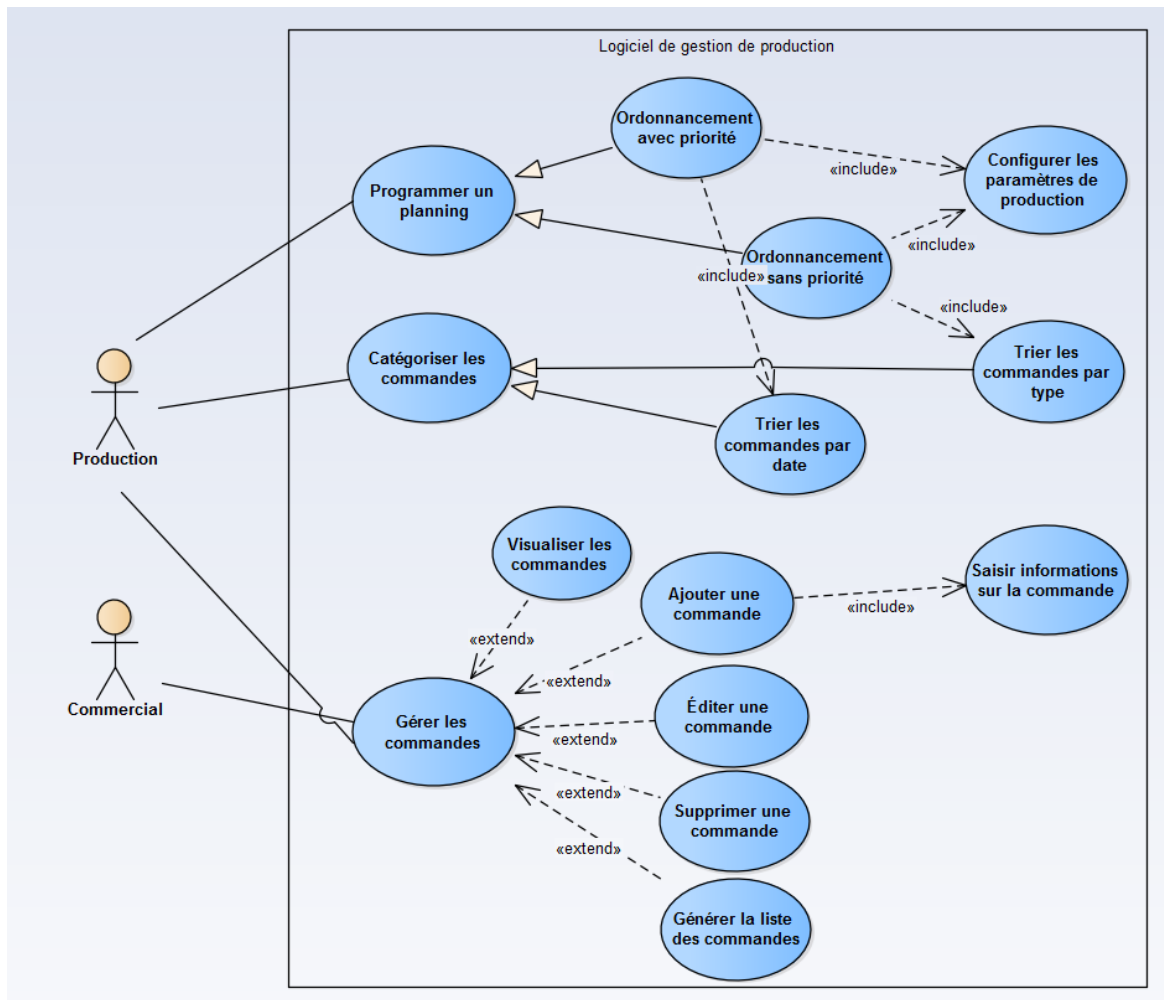 Logiciel de gestion de production
Ordonnancement
avec priorité
Configurer les
paramètres de
production
«include»
Programmer un
planning
«include»
Ordonnancement
sans priorité
«include»
«include»
Catégoriser les
commandes
Trier les
commandes par
type
Trier les
commandes par
date
Production
Visualiser les
commandes
Ajouter une
commande
Saisir informations
sur la commande
«include»
«extend»
«extend»
Commercial
Gérer les
commandes
Éditer une
commande
«extend»
«extend»
Supprimer une
commande
«extend»
Générer la liste
des commandes